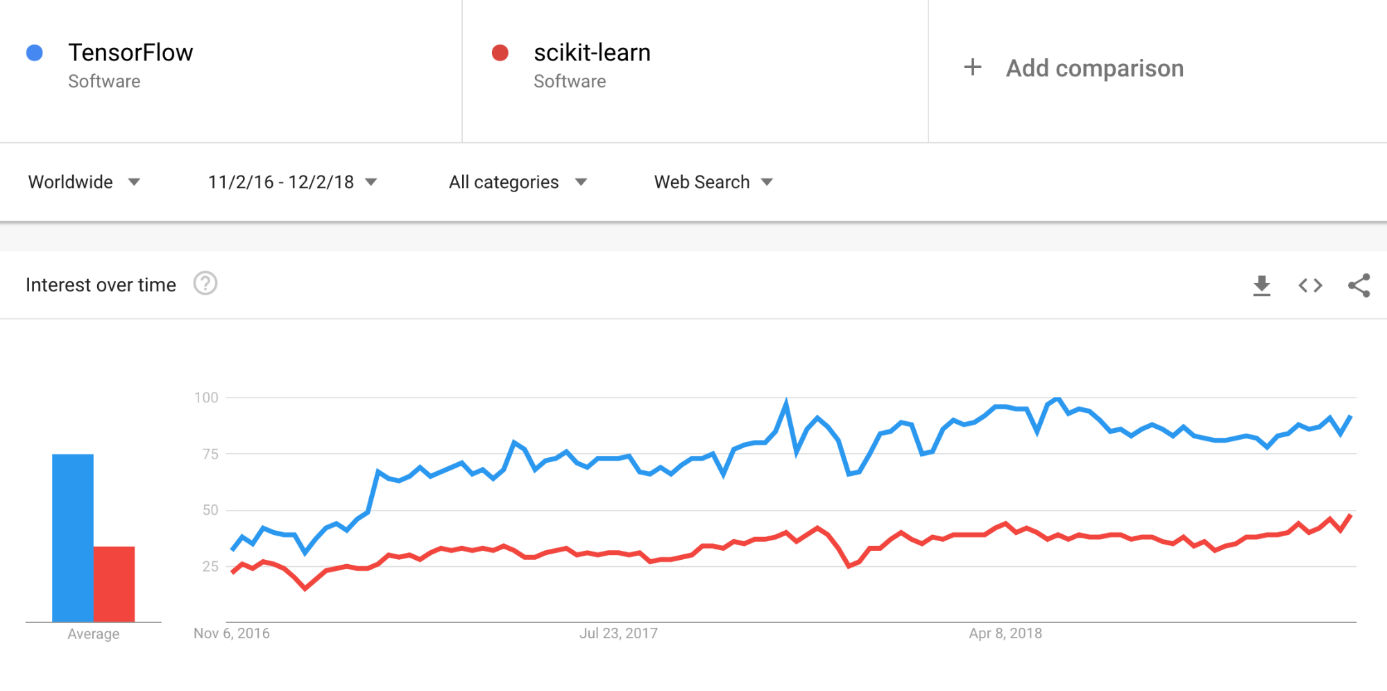 TensorFlow
Software
scikit-learn
Software
+ Add comparison
Worldwide
11/2/16 - 12/2/18
All categories
Web Search
Interest over time ?
100
75
50
25
Average
Nov 6, 2016
Jul 23, 2017
Apr 8, 2018